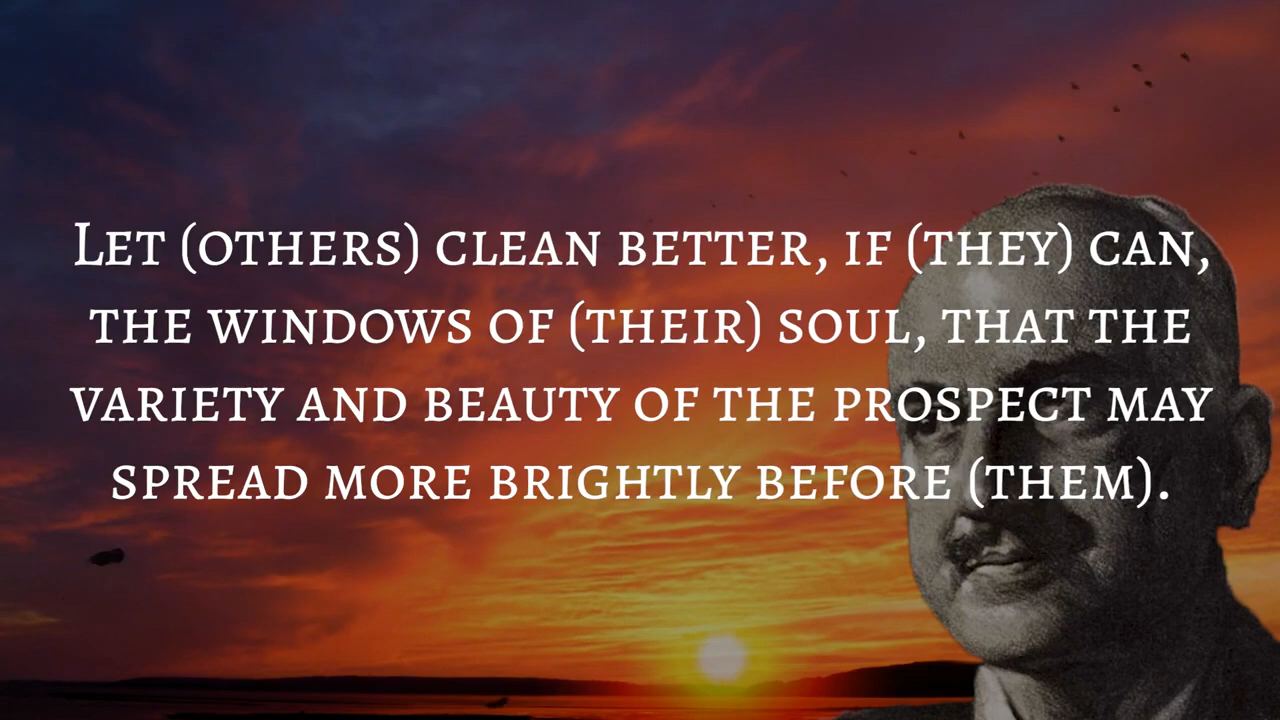 Let (others) clean better, if (they) can,
the windows of (their) soul, that the
variety and beauty of the prospect may
spread more brightly before (them).